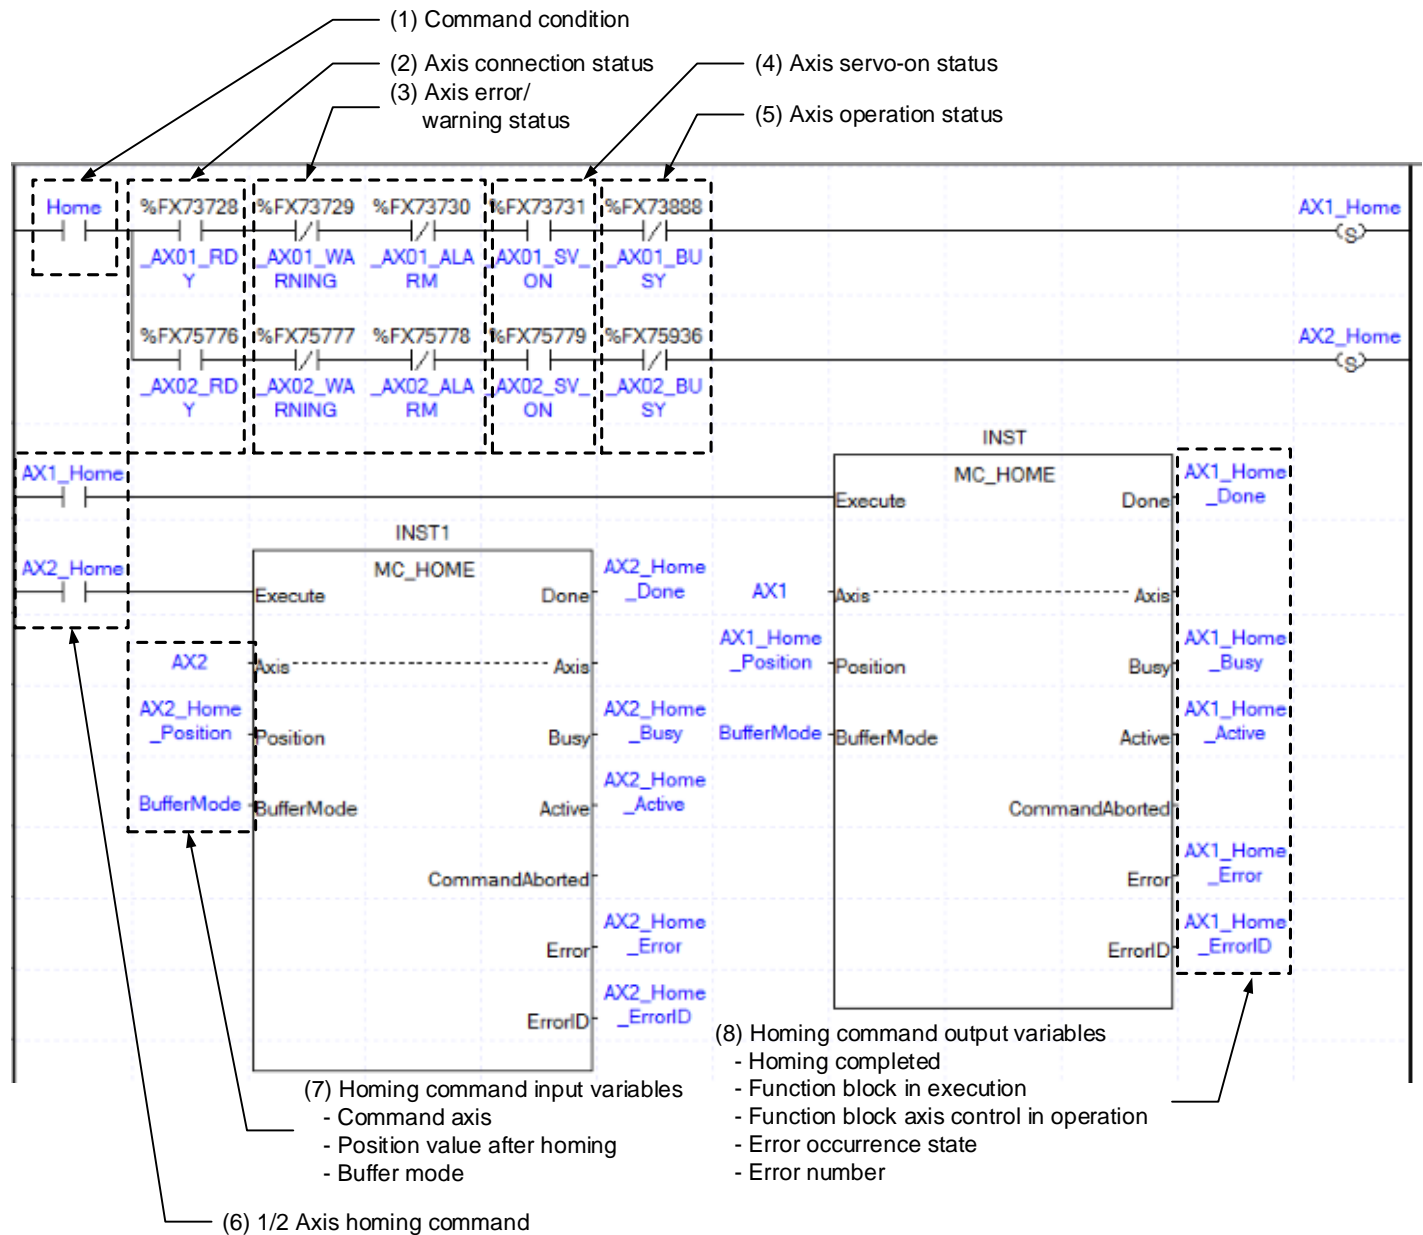 (1) Command condition
(2) Axis connection status
(3) Axis error/
warning status
(4) Axis servo-on status
(5) Axis operation status
Home %FX73728 %FX73729 %FX73730 %FX73731 %FX73888 AX1_Home
(S)
_AX01_RD _AX01_WA _AX01_ALA _AX01_SV_ _AX01_BU
Y RNING RM ON SY
%FX75776 %FX75777 %FX75778 %FX75779 %FX75936 AX2_Home
(S)
_AX02_RD _AX02_WA _AX02_ALA _AX02_SV_ _AX02_BU
Y RNING RM ON SY
INST
AX1_Home MC_HOME AX1_Home
Execute Done _Done
INST1
AX2_Home MC_HOME AX2_Home
Execute Done _Done AX1 Axis Axis
AX1_Home AX1_Home
AX2 Axis Axis _Position Position Busy _Busy
AX2_Home AX2_Home AX1_Home
_Position Position Busy _Busy BufferMode BufferMode Active _Active
AX2_Home
BufferMode BufferMode Active _Active CommandAborted
AX1_Home
CommandAborted Error _Error
AX2_Home AX1_Home
Error _Error ErrorID _ErrorID
AX2_Home
ErrorID _ErrorID
(8) Homing command output variables
- Homing completed
- Function block in execution
- Function block axis control in operation
- Error occurrence state
- Error number
(7) Homing command input variables
- Command axis
- Position value after homing
- Buffer mode
(6) 1/2 Axis homing command